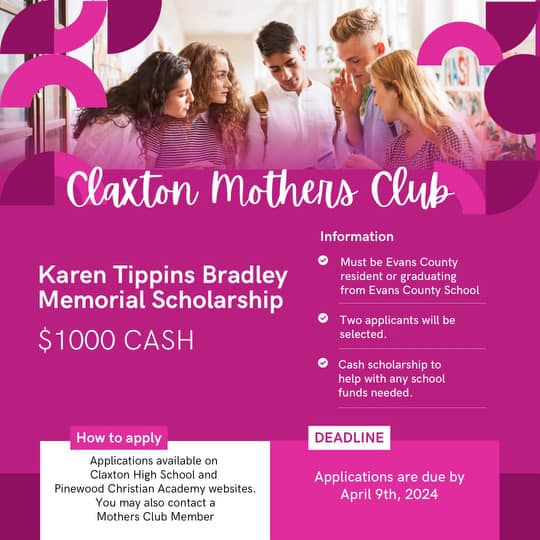 Claxton Mothers Club
Karen Tippins Bradley
Memorial Scholarship
$1000 CASH
Information
Must be Evans County
resident or graduating
from Evans County School
Two applicants will be
selected.
Cash scholarship to
help with any school
funds needed.
How to apply
Applications available on
Claxton High School and
Pinewood Christian Academy websites.
You may also contact a
Mothers Club Member
DEADLINE
Applications are due by
April 9th, 2024